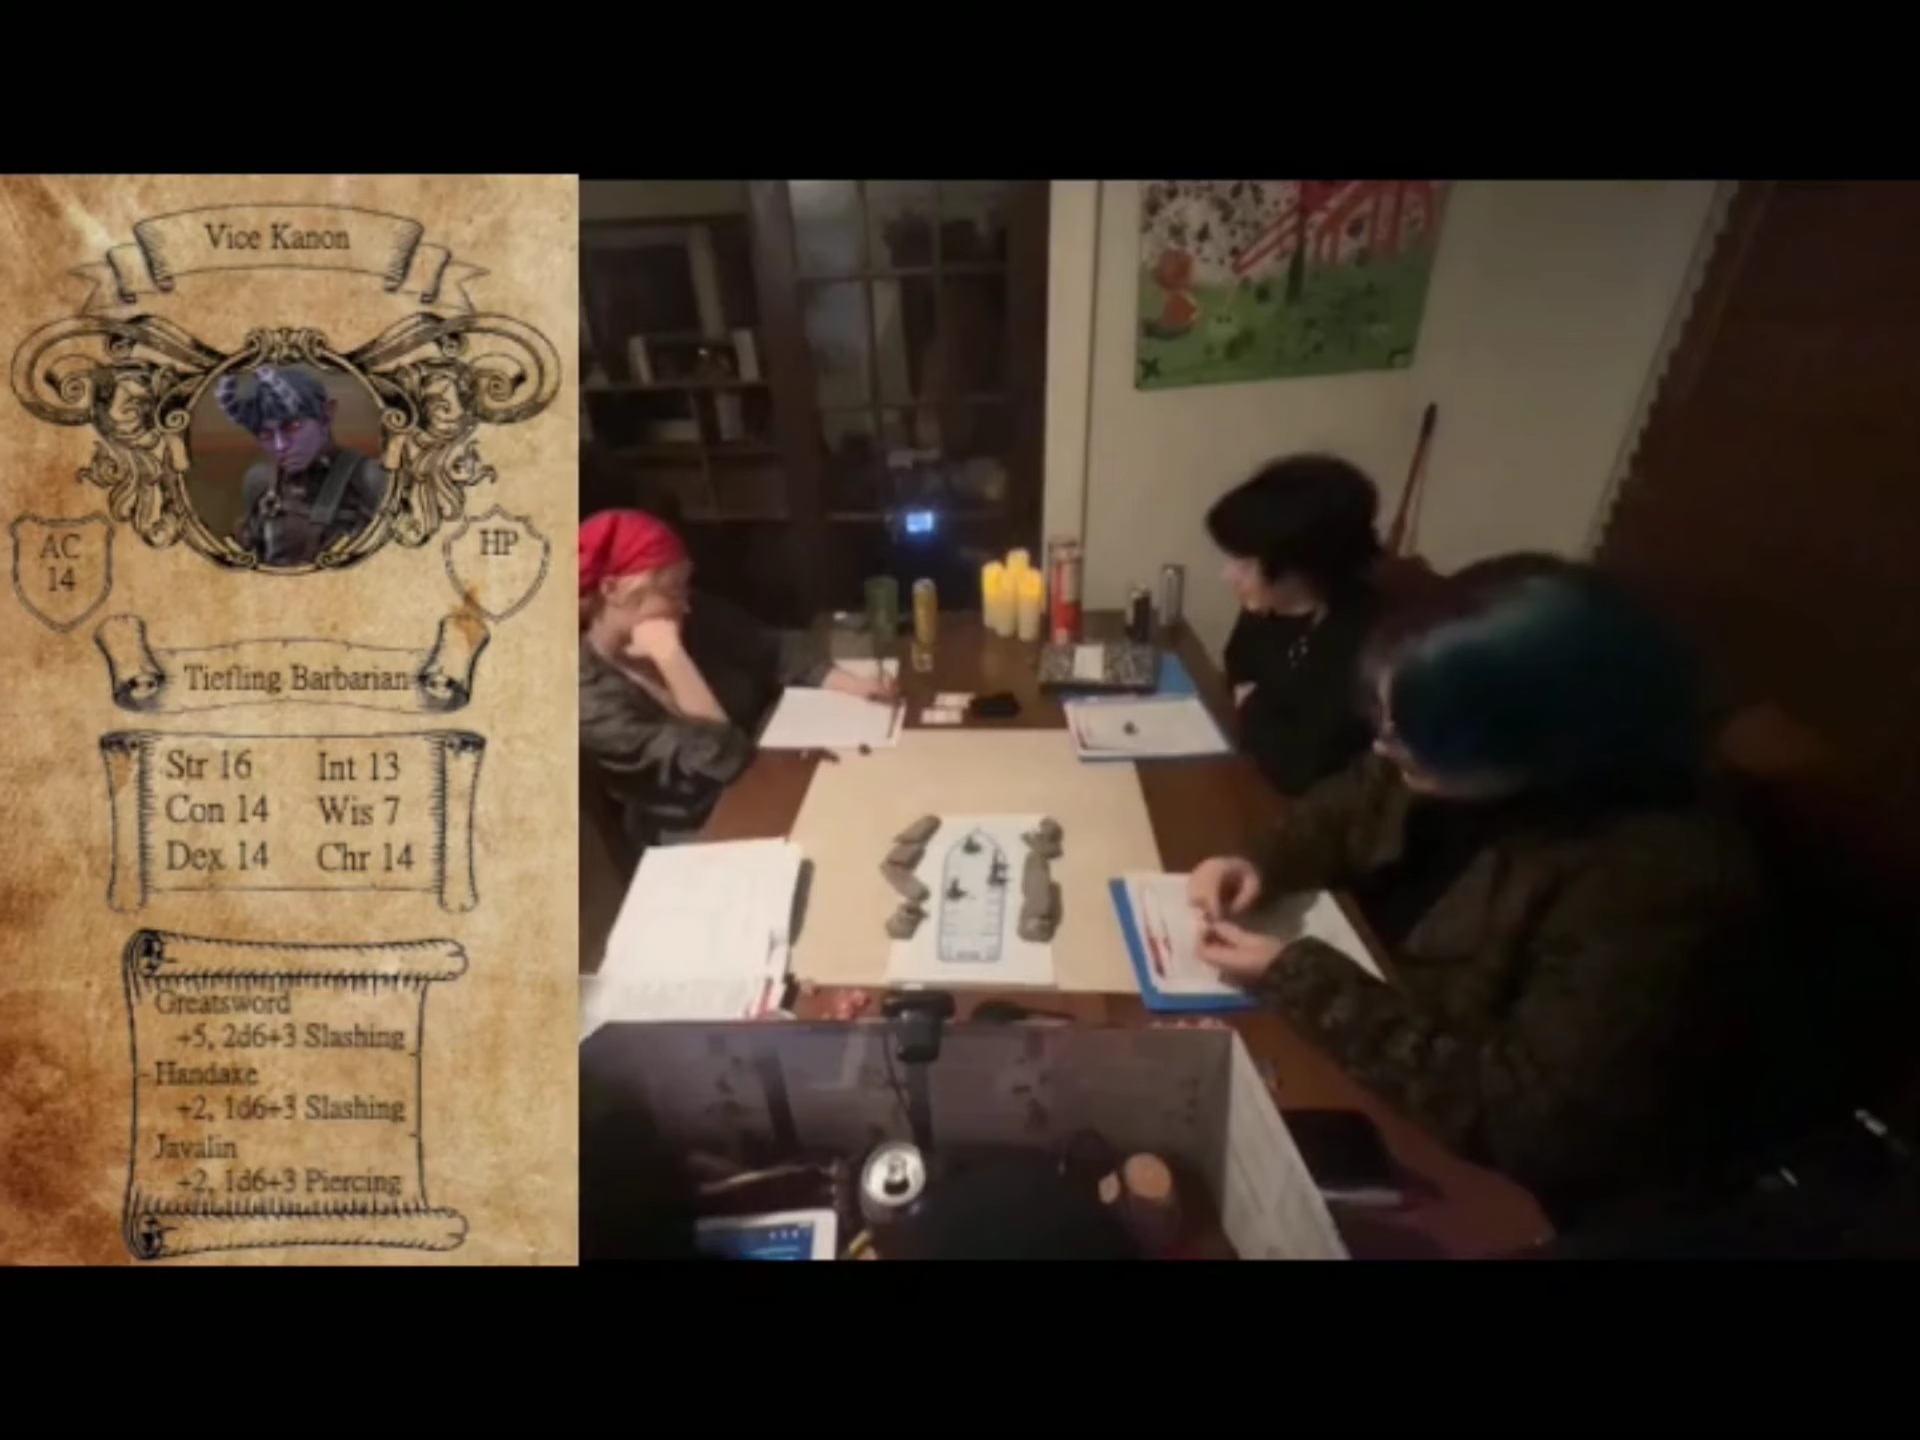 Vice Kanon
AC
14
HP
Tiefling Barbarian
Str 16 Int 13
Con 14 Wis 7
Dex 14 Chr 14
Greatsword
+5, 2d6+3 Slashing
Handaxe
+2, 1d6+3 Slashing
Javalin
+2, 1d6+3 Piercing